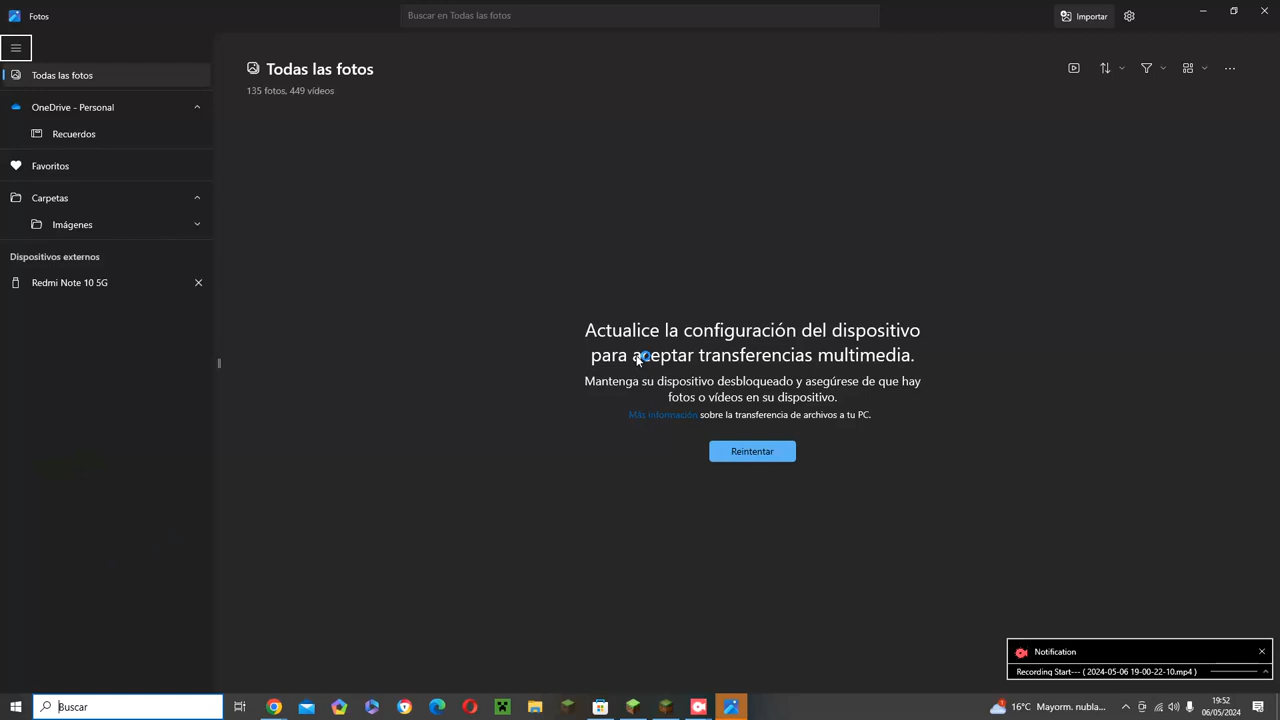 Fotos
Buscar en Todas las fotos
Importar
Todas las fotos
OneDrive - Personal
Recuerdos
Favoritos
Carpetas
Imágenes
Dispositivos externos
Redmi Note 10 5G
Todas las fotos
135 fotos, 449 vídeos
Actualice la configuración del dispositivo
para aceptar transferencias multimedia.
Mantenga su dispositivo desbloqueado y asegúrese de que hay
fotos o vídeos en su dispositivo.
Más información sobre la transferencia de archivos a tu PC.
Reintentar
Notification
Recording Start--- ( 2024-05-06 19-00-22-10.mp4 )
Buscar
16°C Mayorm. nubla...
19:52
06/05/2024